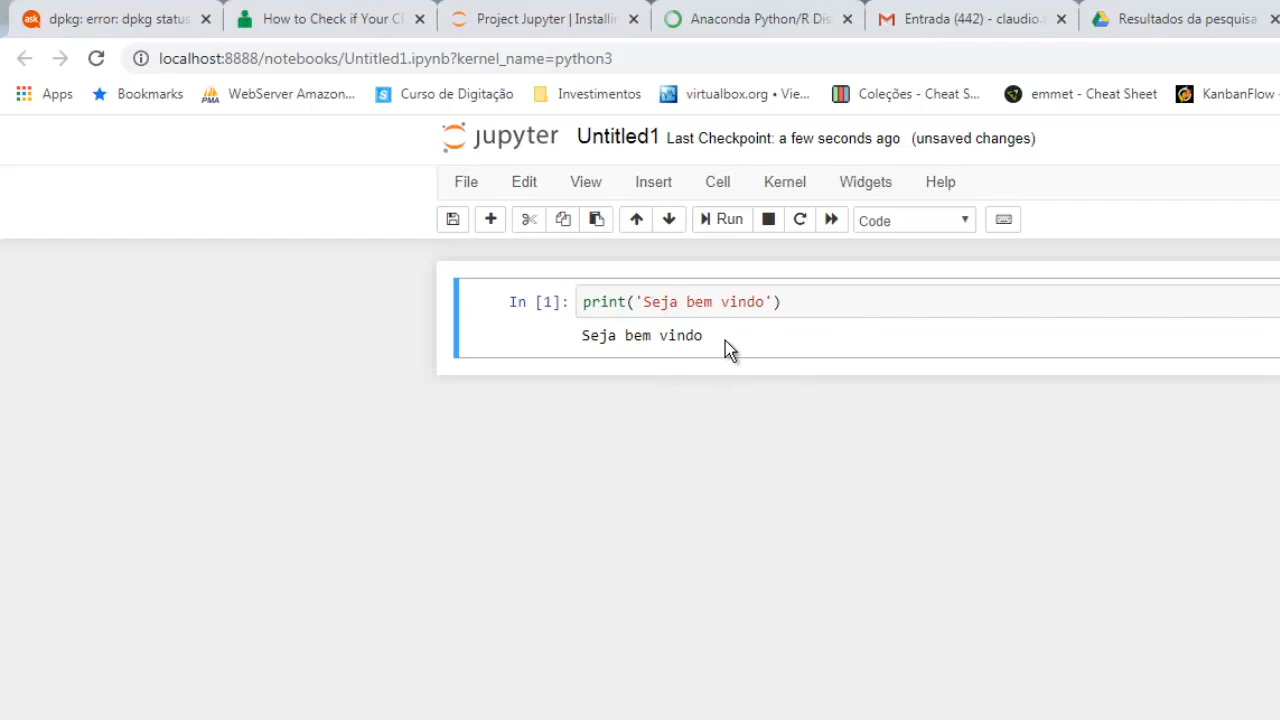 dpkg: error: dpkg status
How to Check if Your C
Project Jupyter | Installin
Anaconda Python/R Dis
Entrada (442) - claudio.
Resultados da pesquisa
localhost:8888/notebooks/Untitled1.ipynb?kernel_name=python3
Apps
Bookmarks
PMA
WebServer Amazon...
Curso de Digitação
Investimentos
virtualbox.org • Vie...
Coleções - Cheat S...
emmet - Cheat Sheet
KanbanFlow -
jupyter Untitled1 Last Checkpoint: a few seconds ago (unsaved changes)
File Edit View Insert Cell Kernel Widgets Help
Run Code
In [1]: print('Seja bem vindo')
Seja bem vindo